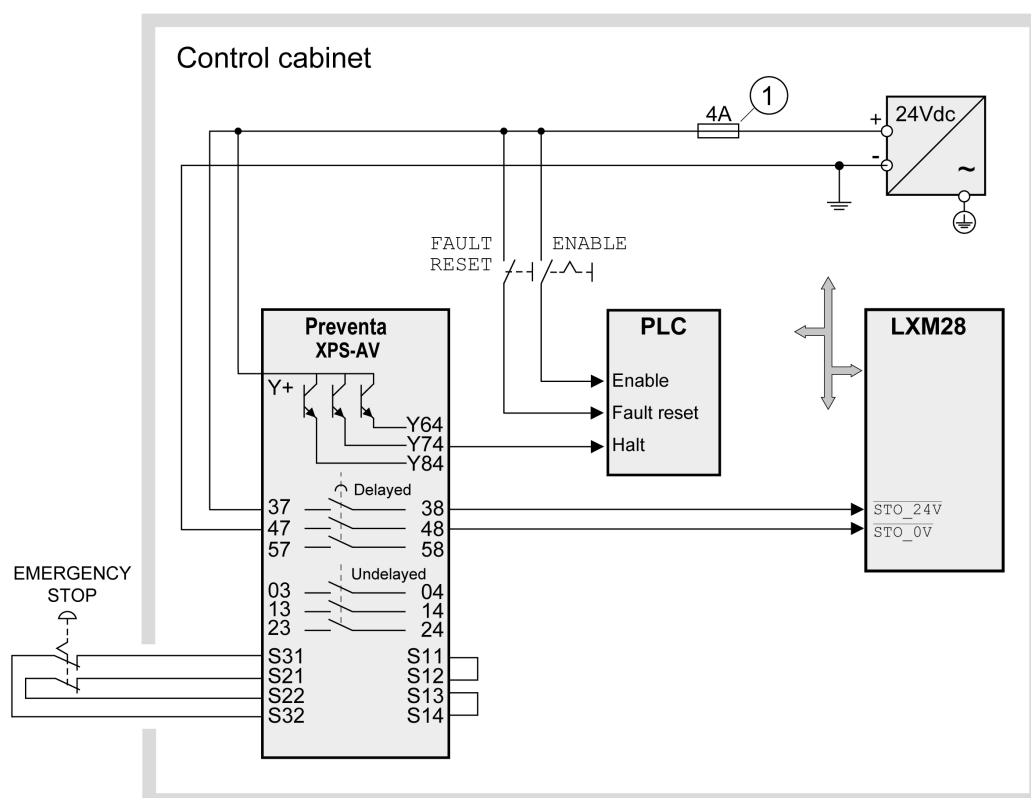 Control cabinet
1
4A
+
24Vdc
-
~
FAULT
RESET
ENABLE
Preventa
XPS-AV
Y+
Y64
Y74
Y84
Delayed
37
38
47
48
57
58
Undelayed
03
04
13
14
23
24
S31
S11
S21
S12
S22
S13
S32
S14
PLC
Enable
Fault reset
Halt
LXM28
STO_24V
STO_0V
EMERGENCY
STOP